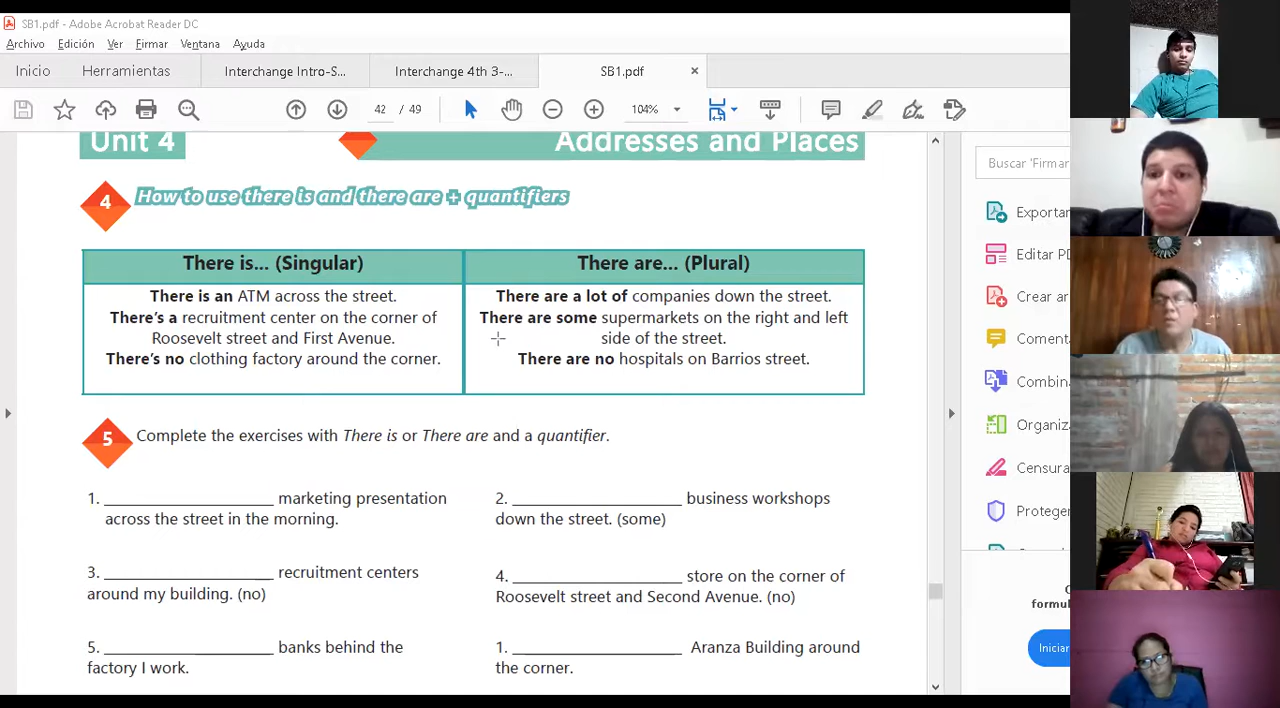 SB1.pdf - Adobe Acrobat Reader DC
Archivo Edición Ver Firmar Ventana Ayuda
Inicio Herramientas Interchange Intro-S... Interchange 4th 3-... SB1.pdf ×
42 / 49 104%
Unit 4 Addresses and Places
Buscar 'Firmar
4 How to use there is and there are + quantifiers
Exportar
There is... (Singular) There are... (Plural)
Editar PD
There is an ATM across the street. There are a lot of companies down the street.
Crear ar
There's a recruitment center on the corner of There are some supermarkets on the right and left
Roosevelt street and First Avenue. side of the street.
Coment
There's no clothing factory around the corner. There are no hospitals on Barrios street.
Combin
Organiz
5 Complete the exercises with There is or There are and a quantifier.
Censura
1. ____________________ marketing presentation 2. ____________________ business workshops
Proteger
across the street in the morning. down the street. (some)
3. ____________________ recruitment centers 4. ____________________ store on the corner of
around my building. (no) Roosevelt street and Second Avenue. (no)
formu
5. ____________________ banks behind the 1. ____________________ Aranza Building around
Iniciar
factory I work. the corner.